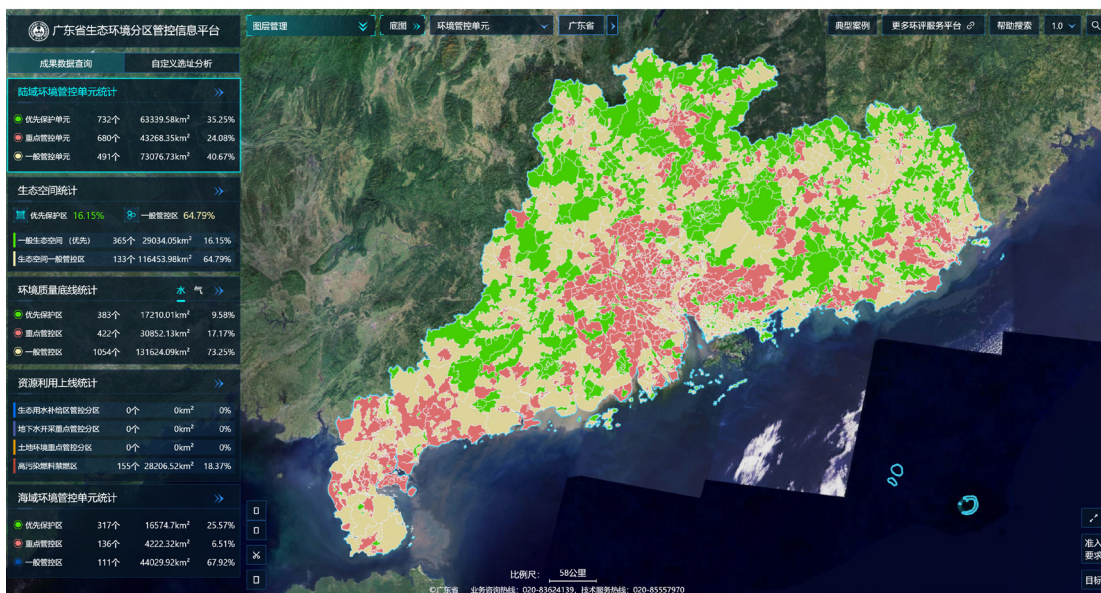 广东省生态环境分区管控信息平台
图层管理
底图
环境管控单元
广东省
典型案例
更多环评服务平台
帮助搜索
1.0
成果数据查询
自定义选址分析
陆域环境管控单元统计
优先保护单元 732个 63339.58km² 35.25%
重点管控单元 680个 43268.35km² 24.08%
一般管控单元 491个 73076.73km² 40.67%
生态空间统计
优先保护区 16.15% 一般管控区 64.79%
一般生态空间 (优先) 365个 29034.05km² 16.15%
生态空间一般管控区 133个 116453.98km² 64.79%
环境质量底线统计 水 气
优先保护区 383个 17210.01km² 9.58%
重点管控区 422个 30852.13km² 17.17%
一般管控区 1054个 131624.09km² 73.25%
资源利用上线统计
生态用水补给区管控分区 0个 0km² 0%
地下水开采重点管控分区 0个 0km² 0%
土地环境重点管控分区 0个 0km² 0%
高污染燃料禁燃区 155个 28206.52km² 18.37%
海域环境管控单元统计
优先保护区 317个 16574.7km² 25.57%
重点管控区 136个 4222.32km² 6.51%
一般管控区 111个 44029.92km² 67.92%
准入
要求
目标
比例尺: 58公里
©广东省 业务咨询热线：020-83624139，技术服务热线：020-85557970